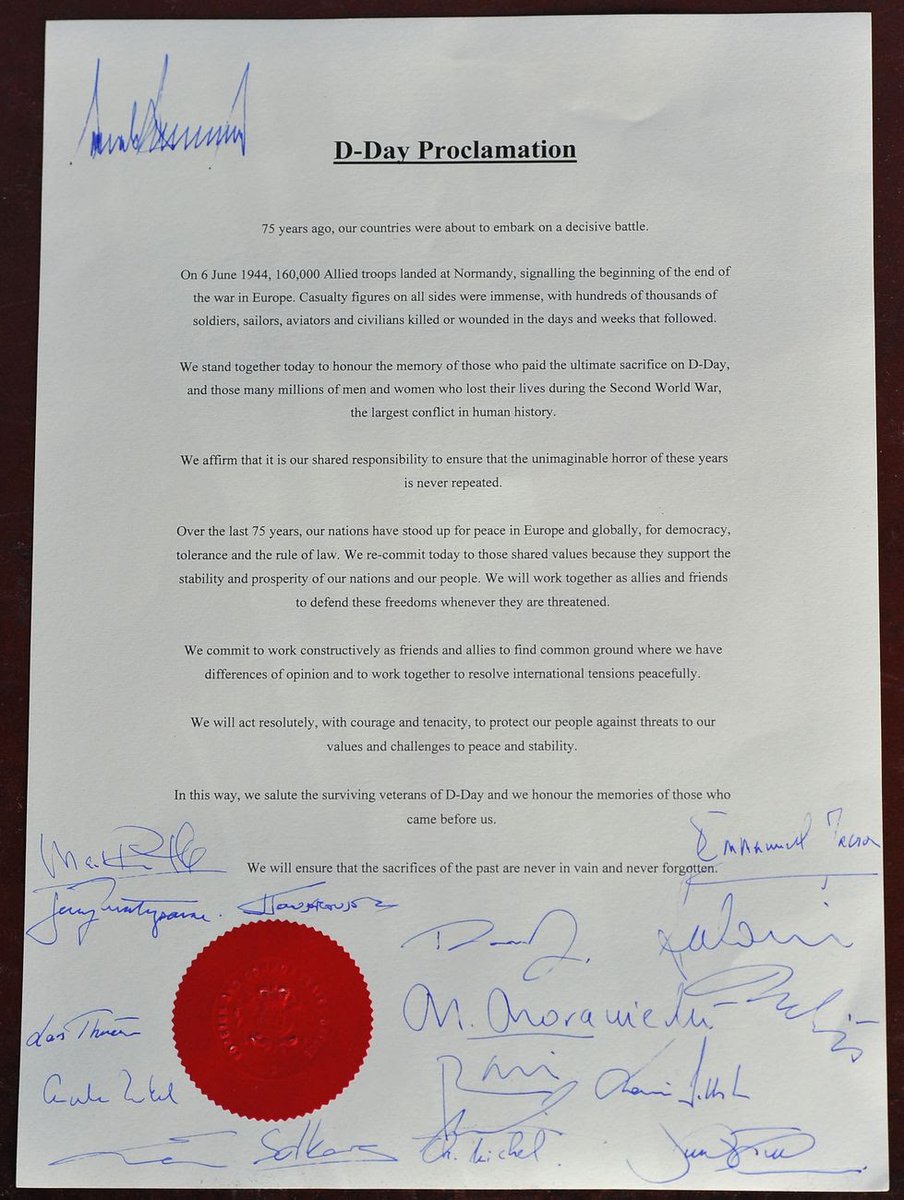 D-Day Proclamation
75 years ago, our countries were about to embark on a decisive battle.
On 6 June 1944, 160,000 Allied troops landed at Normandy, signalling the beginning of the end of
the war in Europe. Casualty figures on all sides were immense, with hundreds of thousands of
soldiers, sailors, aviators and civilians killed or wounded in the days and weeks that followed.
We stand together today to honour the memory of those who paid the ultimate sacrifice on D-Day,
and those many millions of men and women who lost their lives during the Second World War,
the largest conflict in human history.
We affirm that it is our shared responsibility to ensure that the unimaginable horror of these years
is never repeated.
Over the last 75 years, our nations have stood up for peace in Europe and globally, for democracy,
tolerance and the rule of law. We re-commit today to those shared values because they support the
stability and prosperity of our nations and our people. We will work together as allies and friends
to defend these freedoms whenever they are threatened.
We commit to work constructively as friends and allies to find common ground where we have
differences of opinion and to work together to resolve international tensions peacefully.
We will act resolutely, with courage and tenacity, to protect our people against threats to our
values and challenges to peace and stability.
In this way, we salute the surviving veterans of D-Day and we honour the memories of those who
came before us.
Emmanuel
We will ensure that the sacrifices of the past are never in vain and never forgotten.
M. Morawiecki
Ch. Michel